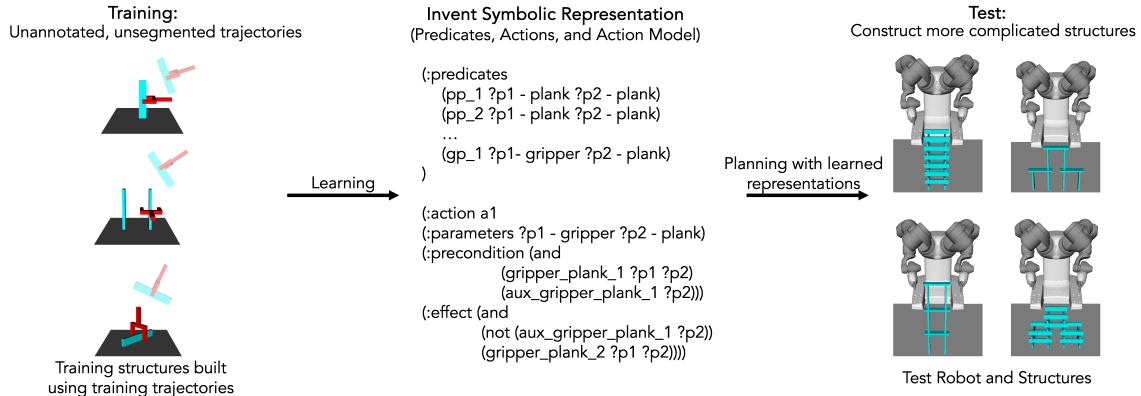 Training:
Unannotated, unsegmented trajectories
Training structures built
using training trajectories
Learning
Invent Symbolic Representation
(Predicates, Actions, and Action Model)
(:predicates
(pp_1 ?p1 - plank ?p2 - plank)
(pp_2 ?p1 - plank ?p2 - plank)
...
(gp_1 ?p1- gripper ?p2 - plank)
)
(:action a1
(:parameters ?p1 - gripper ?p2 - plank)
(:precondition (and
(gripper_plank_1 ?p1 ?p2)
(aux_gripper_plank_1 ?p2)))
(:effect (and
(not (aux_gripper_plank_1 ?p2))
(gripper_plank_2 ?p1 ?p2))))
Planning with learned
representations
Test:
Construct more complicated structures
Test Robot and Structures